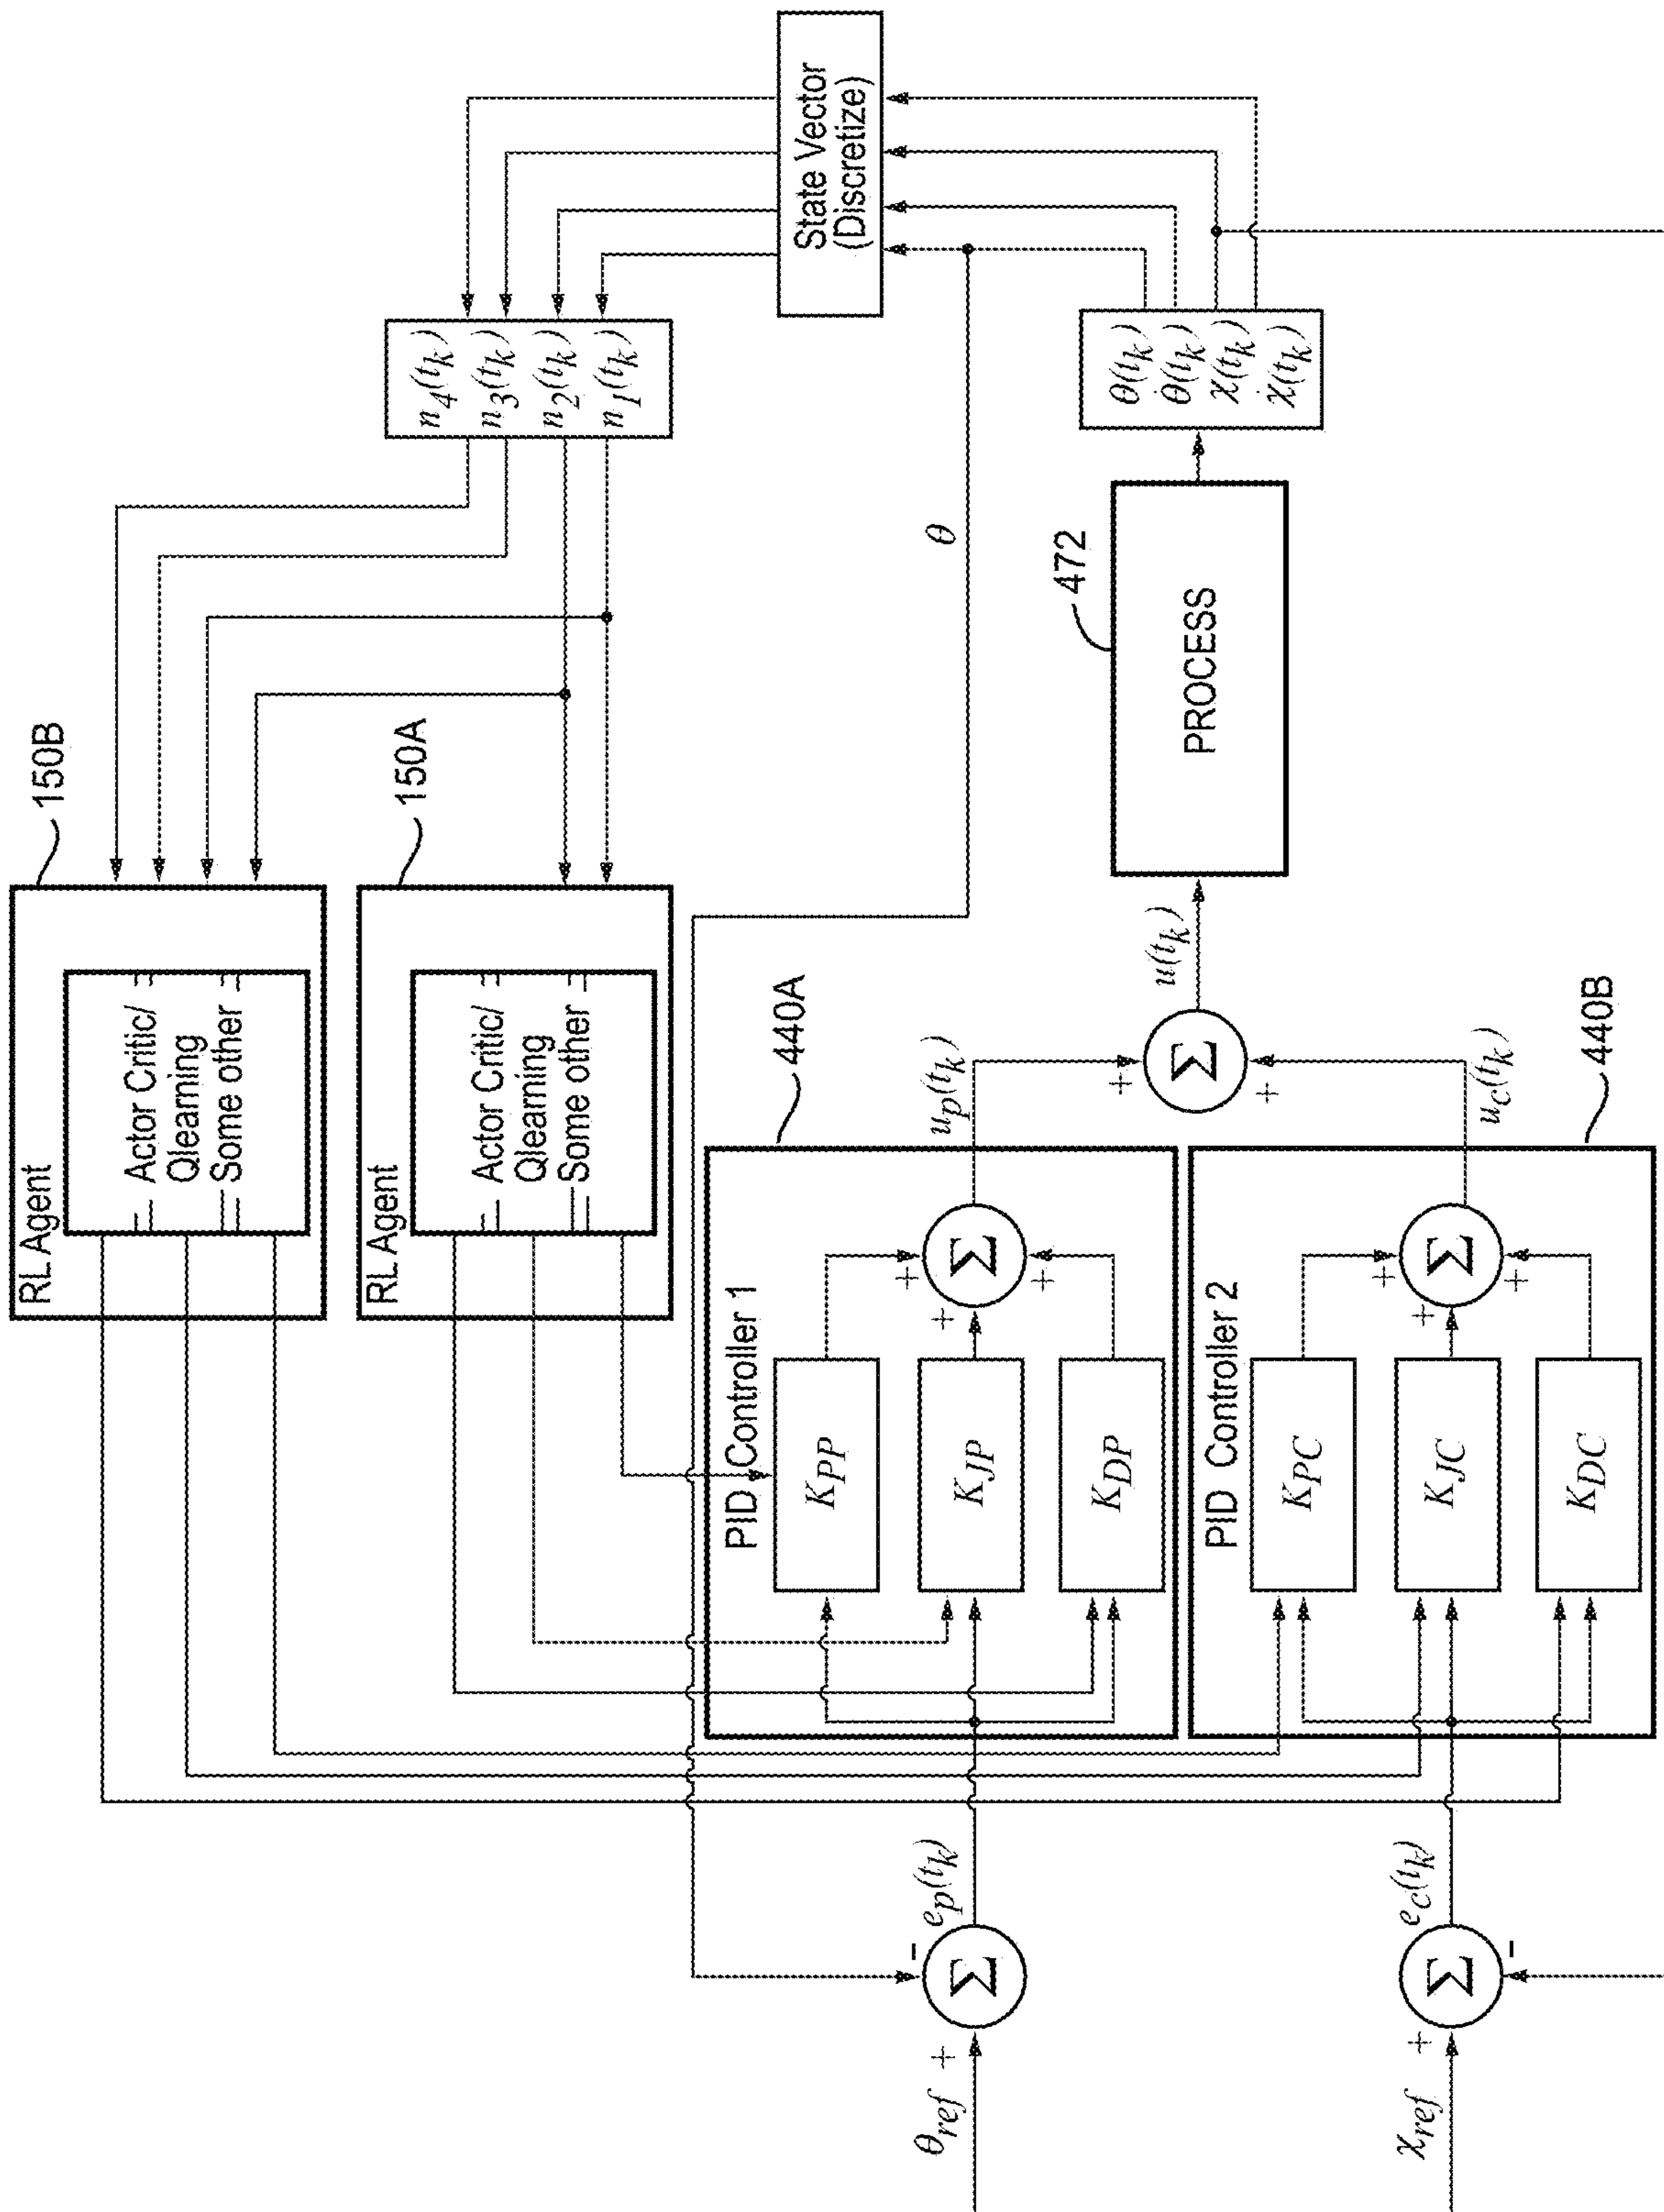 RL Agent
Actor Critic/
Qlearning
Some other
150B
RL Agent
Actor Critic/
Qlearning
Some other
150A
n4(tk)
n3(tk)
n2(tk)
n1(tk)
State Vector
(Discretize)
θ
θref
+
-
Σ
ep(tk)
PID Controller 1
KPP
KJP
KDP
+
+
+
Σ
440A
up(tk)
χref
+
-
Σ
ec(tk)
PID Controller 2
KPC
KJC
KDC
+
+
+
Σ
440B
uc(tk)
+
+
Σ
u(tk)
PROCESS
472
θ(tk)
θ̇(tk)
χ(tk)
χ̇(tk)